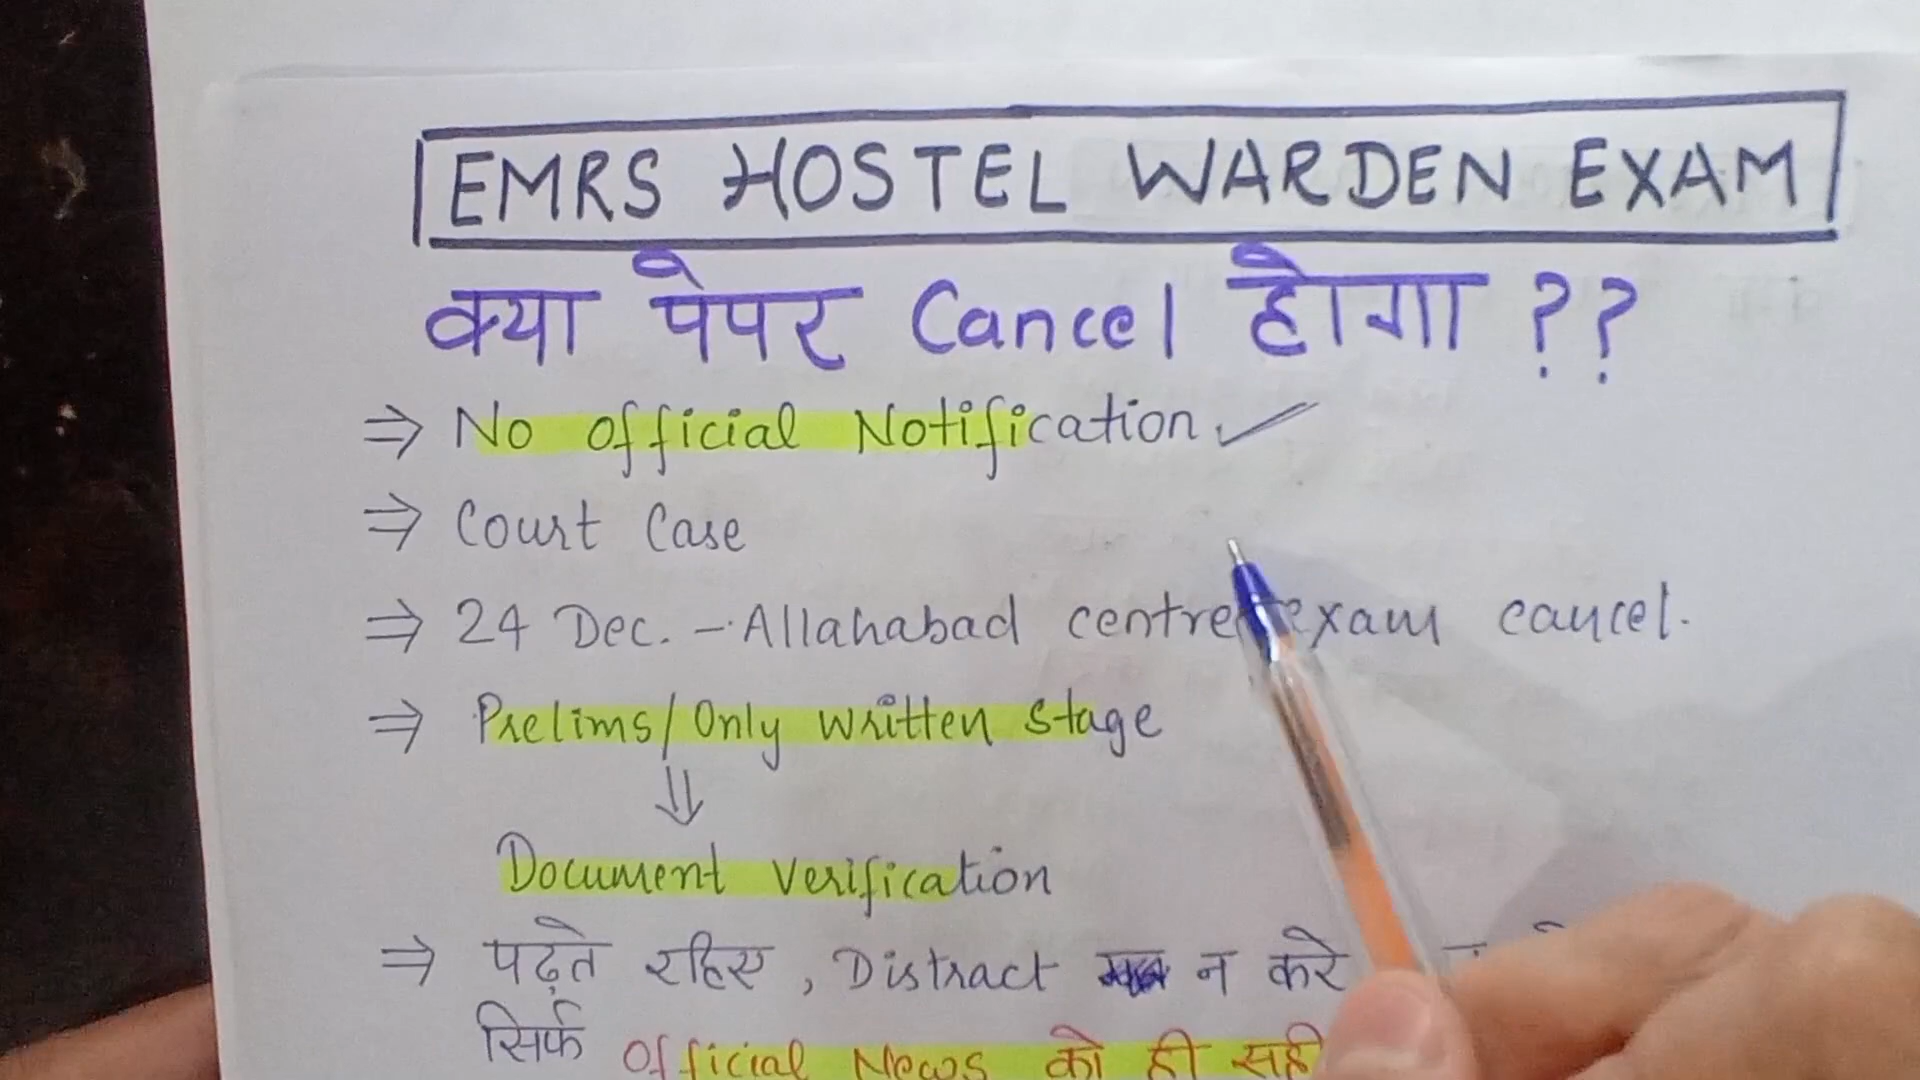 EMRS HOSTEL WARDEN EXAM
क्या पेपर Cancel होगा ??
⇒ No official Notification ✓
⇒ Court Case
⇒ 24 Dec. - Allahabad centre exam cancel.
⇒ Prelims/Only written stage
⇓
Document verification
⇒ पढ़ते रहिए, Distract न करे
सिर्फ official News को ही सही